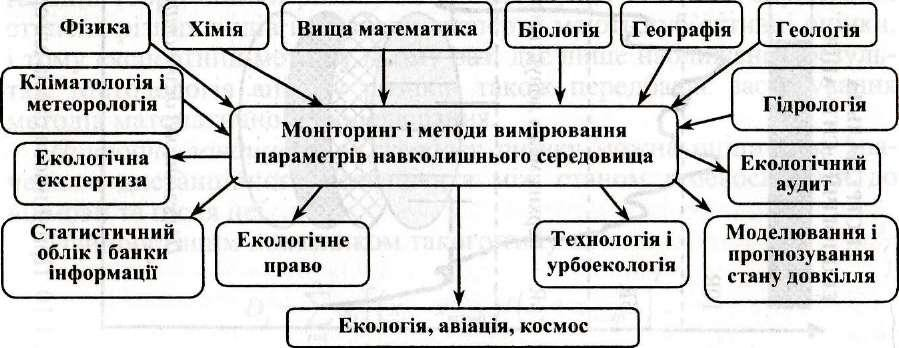 Фізика
Хімія
Вища математика
Біологія
Географія
Геологія
Кліматологія і
метеорологія
Гідрологія
Моніторинг і методи вимірювання
параметрів навколишнього середовища
Екологічна
експертиза
Екологічний
аудит
Статистичний
облік і банки
інформації
Екологічне
право
Технологія і
урбоекологія
Моделювання і
прогнозування
стану довкілля
Екологія, авіація, космос